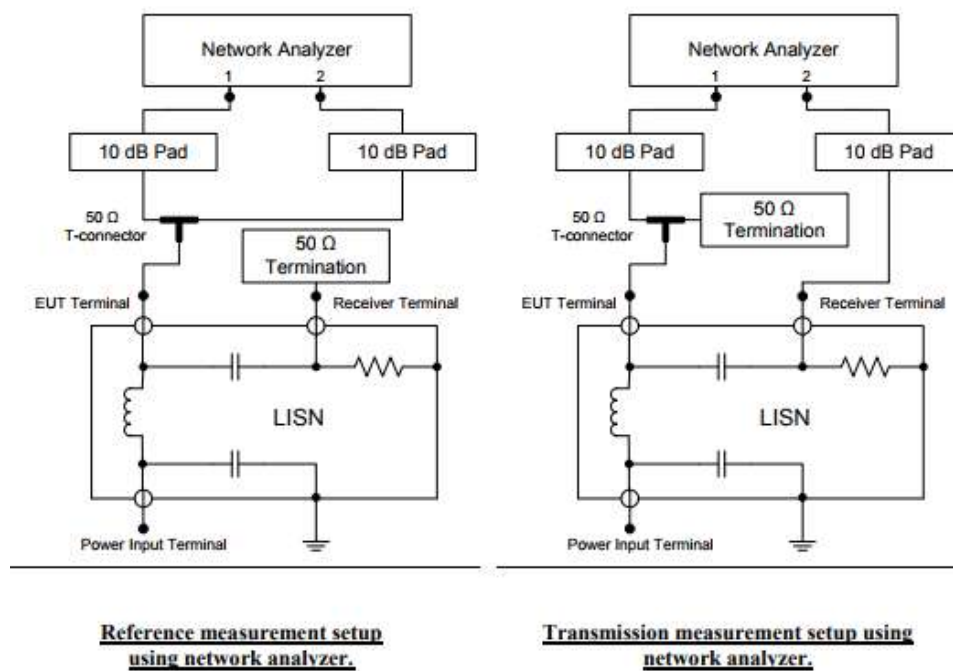 Network Analyzer
1 2
10 dB Pad
10 dB Pad
50 Ω
T-connector
50 Ω
Termination
EUT Terminal
Receiver Terminal
LISN
Power Input Terminal
Reference measurement setup
using network analyzer.
Network Analyzer
1 2
10 dB Pad
10 dB Pad
50 Ω
T-connector
50 Ω
Termination
EUT Terminal
Receiver Terminal
LISN
Power Input Terminal
Transmission measurement setup using
network analyzer.